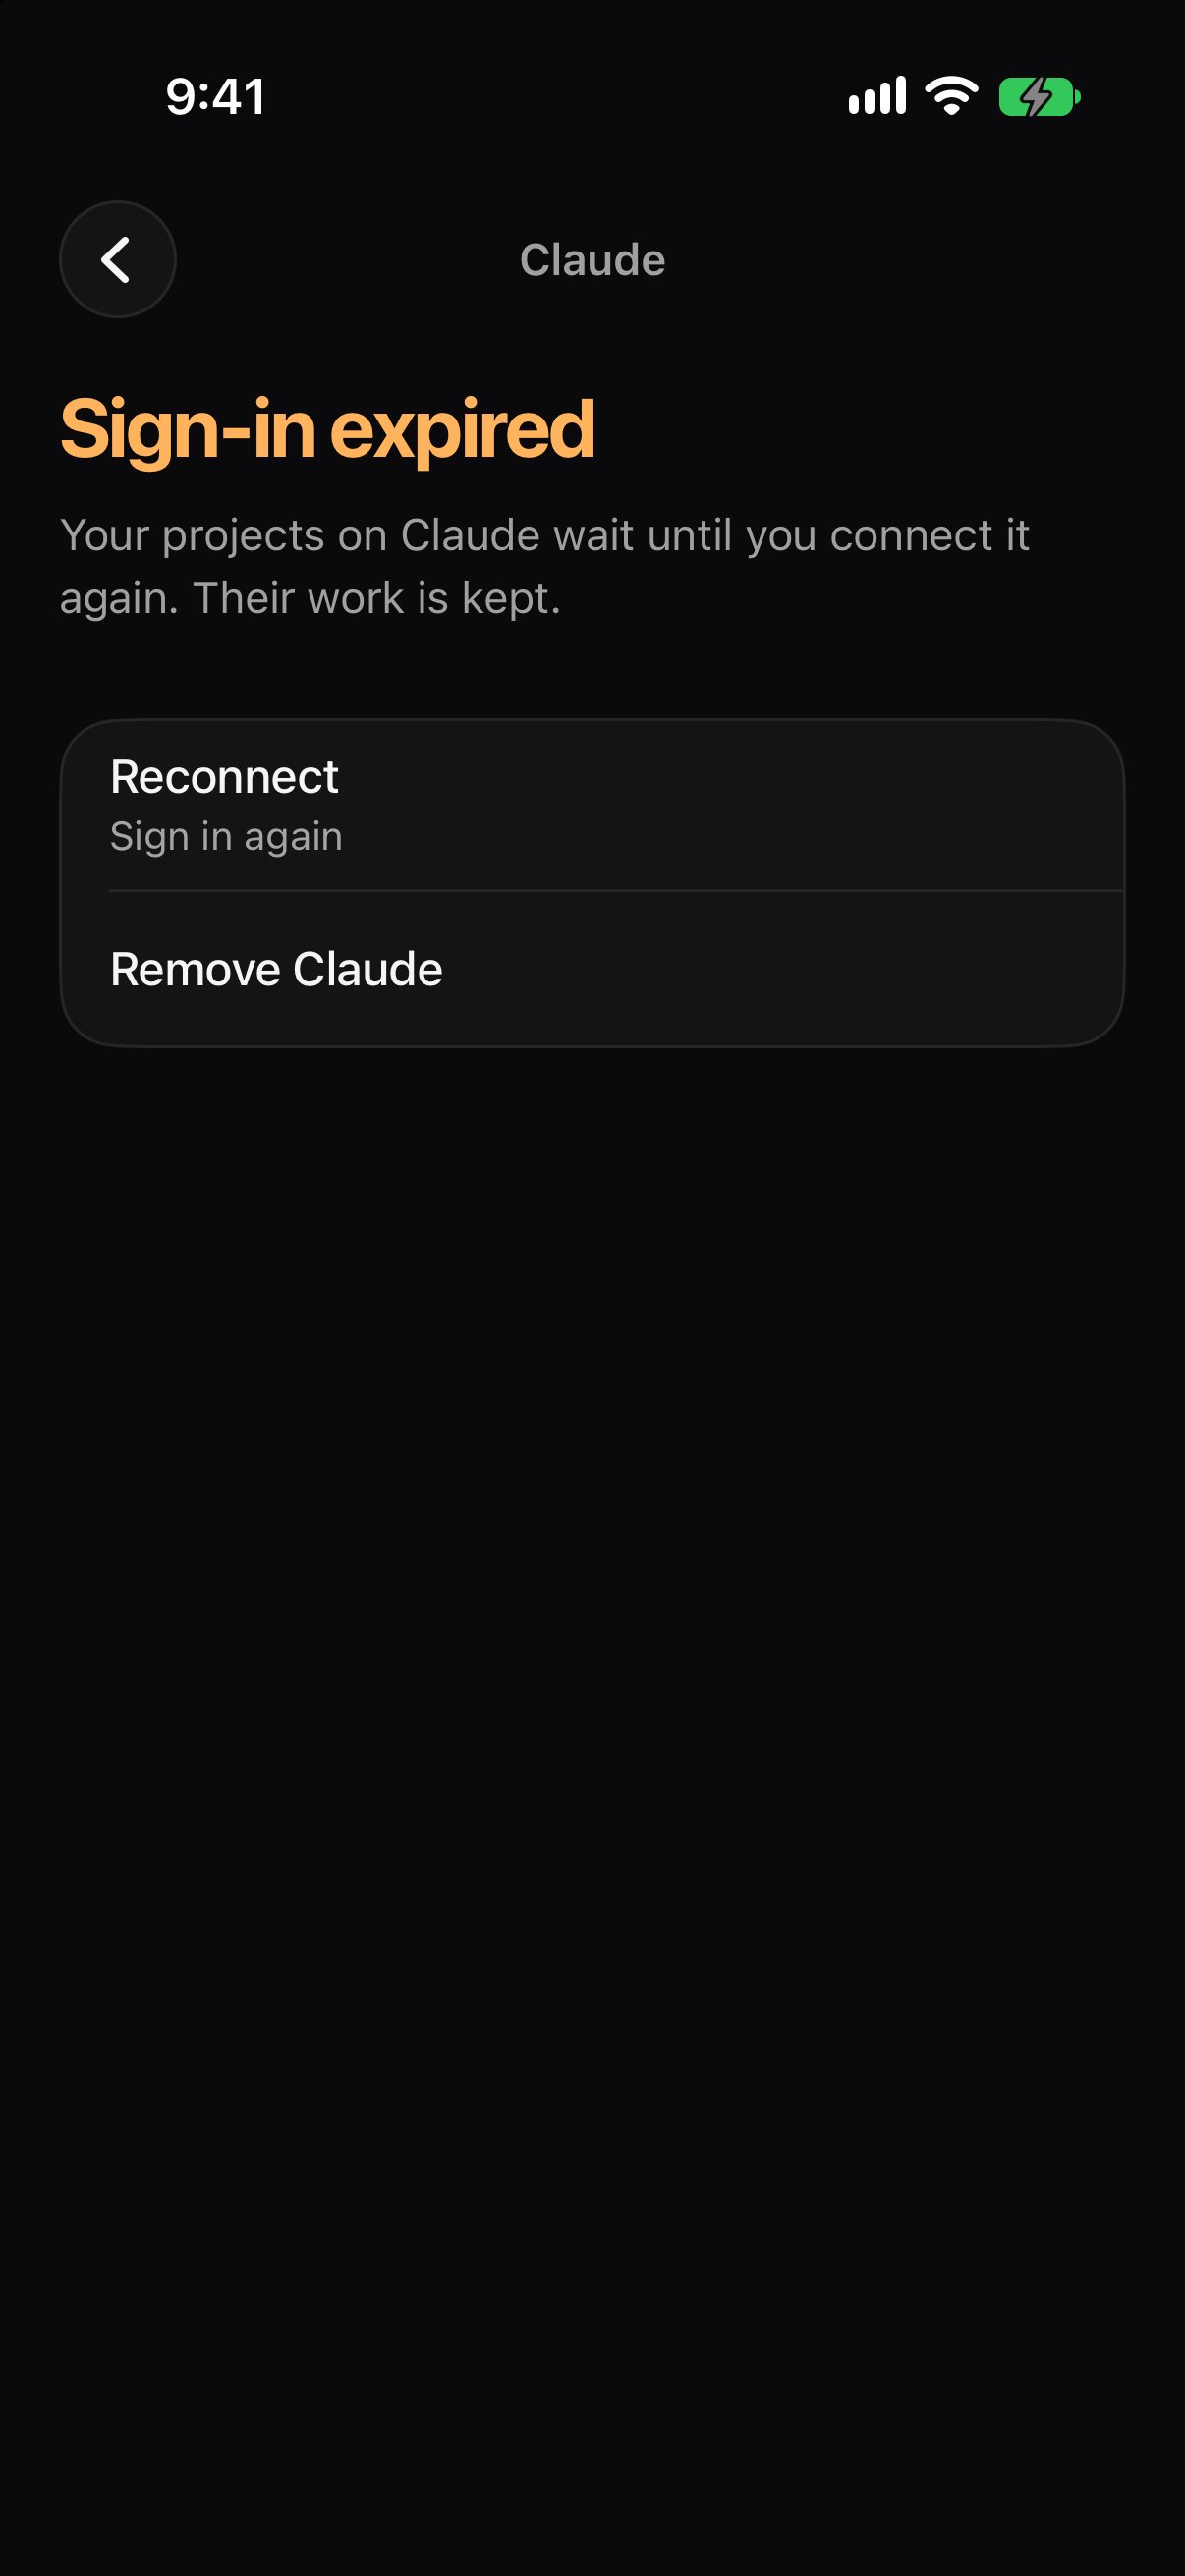 9:41
Claude
Sign-in expired
Your projects on Claude wait until you connect it
again. Their work is kept.
Reconnect
Sign in again
Remove Claude